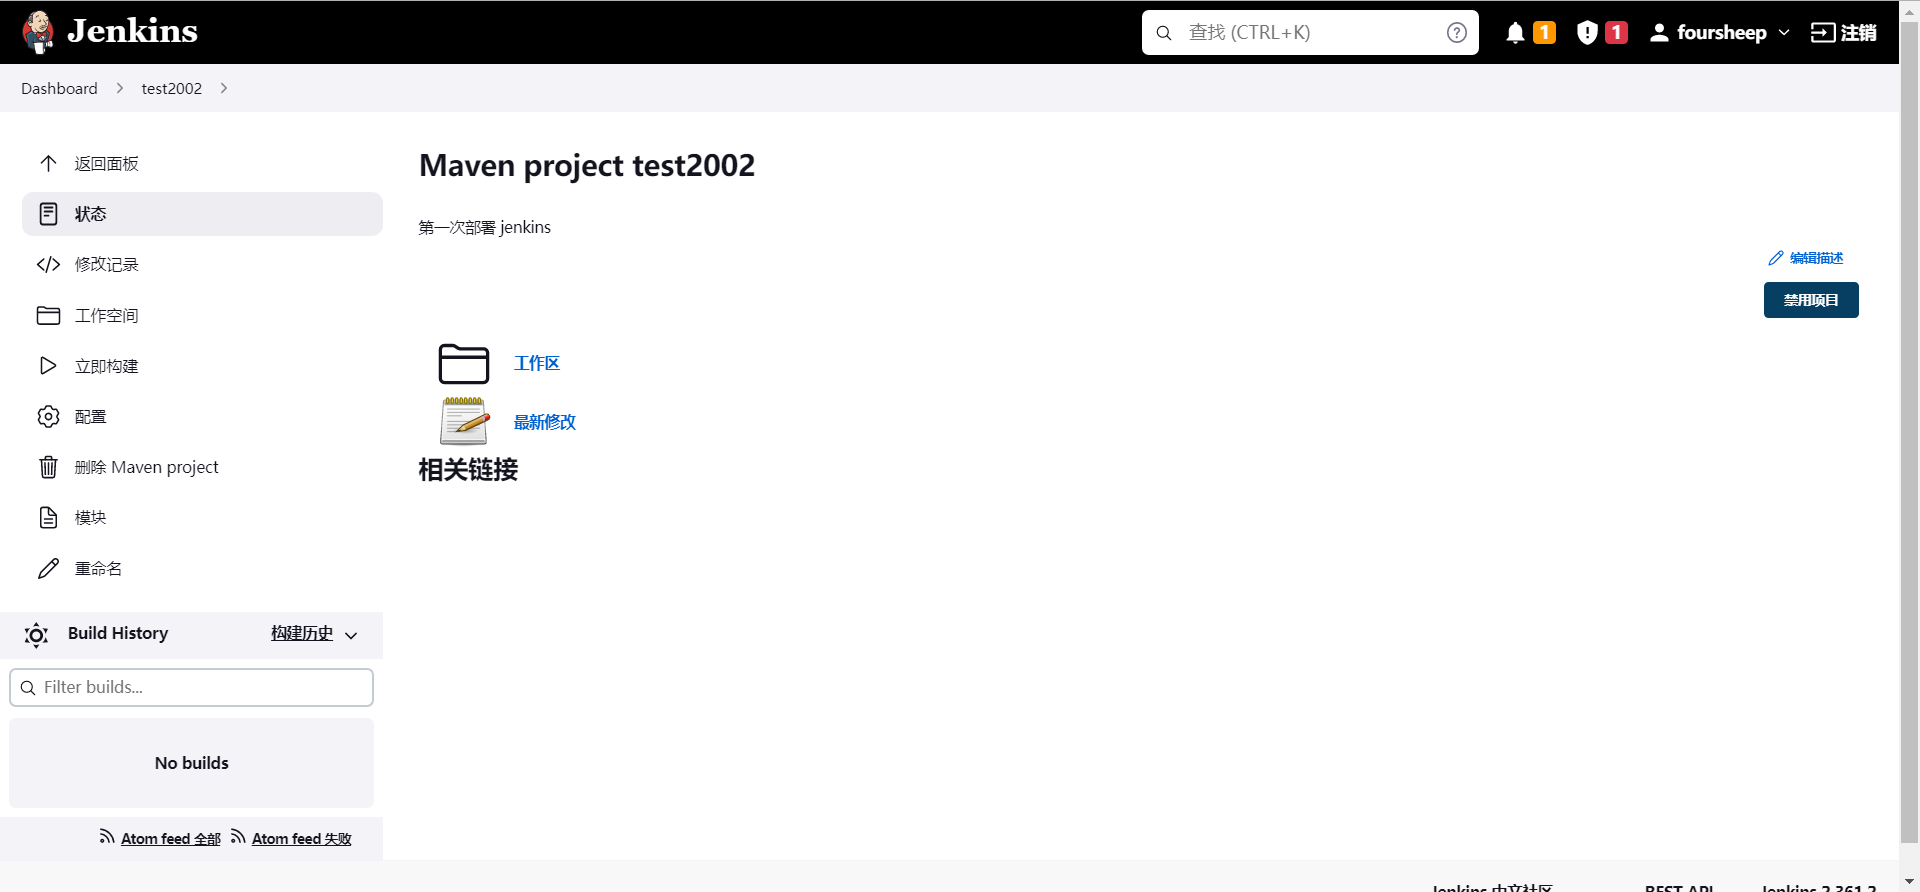 Jenkins
查找 (CTRL+K)
1
1
foursheep
注销
Dashboard
test2002
返回面板
状态
修改记录
工作空间
立即构建
配置
删除 Maven project
模块
重命名
Build History
构建历史
Filter builds...
No builds
Atom feed 全部
Atom feed 失败
Maven project test2002
第一次部署 jenkins
编辑描述
禁用项目
工作区
最新修改
相关链接
Jenkins 中文社区
REST API
Jenkins 2.361.2